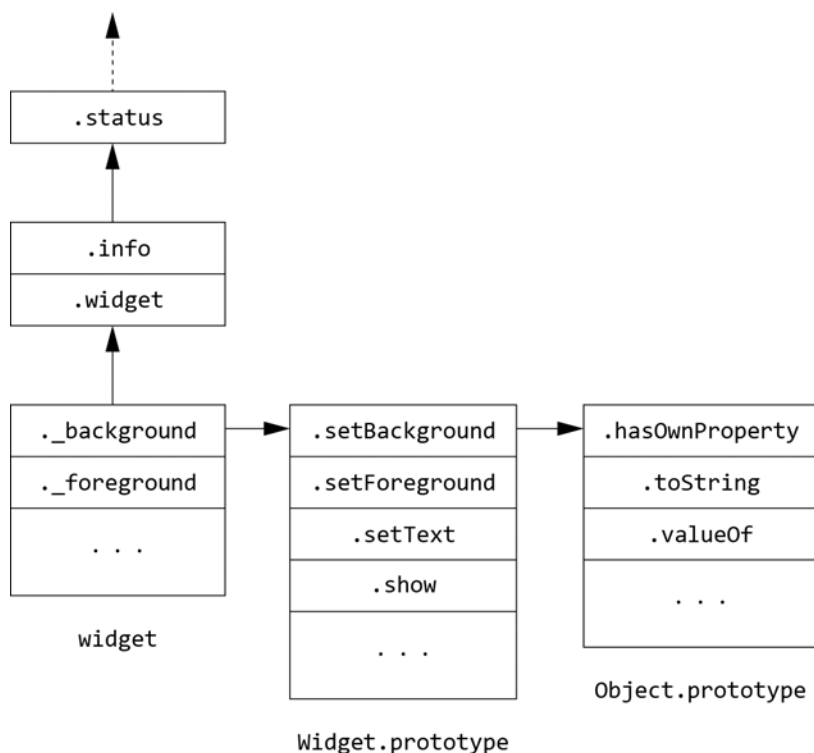 .status
.info
.widget
._background
._foreground
. . .
widget
.setBackground
.setForeground
.setText
.show
. . .
Widget.prototype
.hasOwnProperty
.toString
.valueOf
. . .
Object.prototype